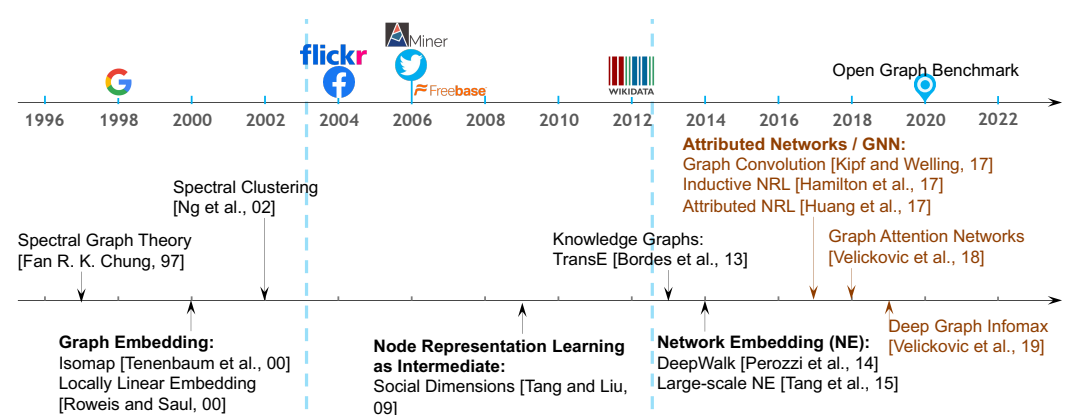 flickr
AMiner
Freebase
WIKIDATA
Open Graph Benchmark
1996 1998 2000 2002 2004 2006 2008 2010 2012 2014 2016 2018 2020 2022
Attributed Networks / GNN:
Graph Convolution [Kipf and Welling, 17]
Inductive NRL [Hamilton et al., 17]
Attributed NRL [Huang et al., 17]
Spectral Clustering
[Ng et al., 02]
Spectral Graph Theory
[Fan R. K. Chung, 97]
Knowledge Graphs:
TransE [Bordes et al., 13]
Graph Attention Networks
[Velickovic et al., 18]
Graph Embedding:
Isomap [Tenenbaum et al., 00]
Locally Linear Embedding
[Roweis and Saul, 00]
Node Representation Learning
as Intermediate:
Social Dimensions [Tang and Liu,
09]
Network Embedding (NE):
DeepWalk [Perozzi et al., 14]
Large-scale NE [Tang et al., 15]
Deep Graph Infomax
[Velickovic et al., 19]